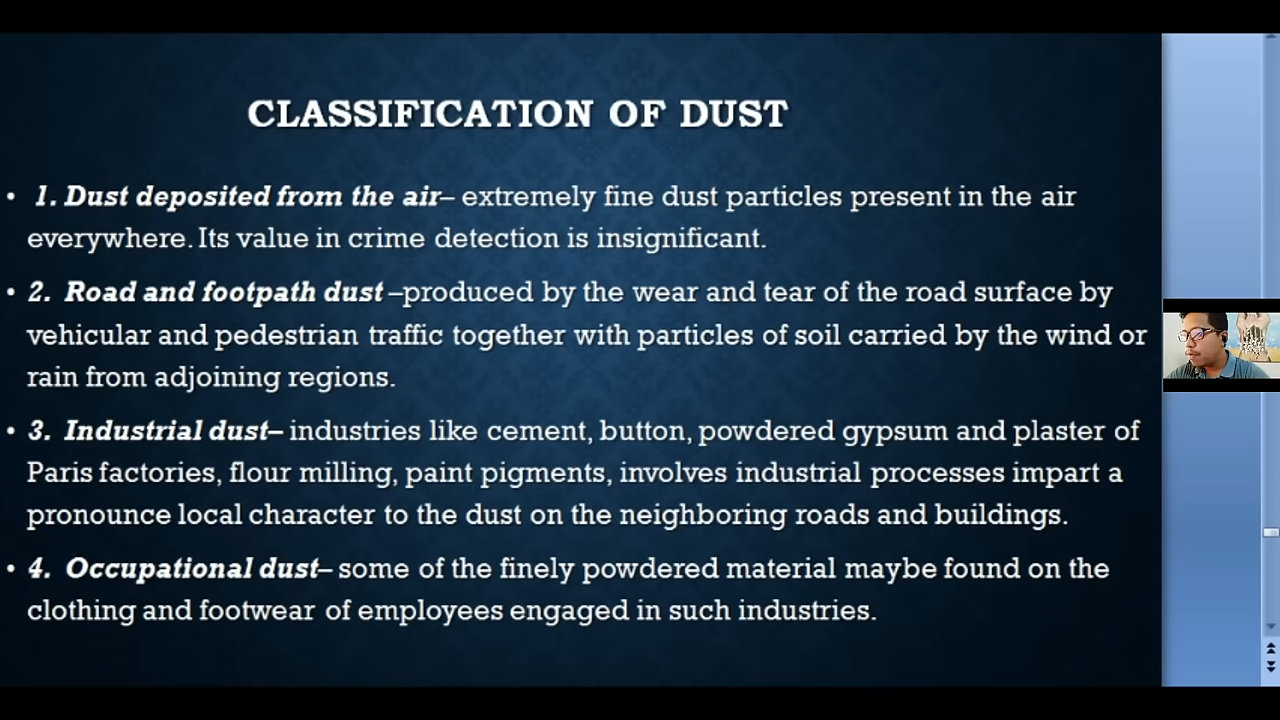 CLASSIFICATION OF DUST
• 1. Dust deposited from the air– extremely fine dust particles present in the air
everywhere. Its value in crime detection is insignificant.
• 2. Road and footpath dust –produced by the wear and tear of the road surface by
vehicular and pedestrian traffic together with particles of soil carried by the wind or
rain from adjoining regions.
• 3. Industrial dust– industries like cement, button, powdered gypsum and plaster of
Paris factories, flour milling, paint pigments, involves industrial processes impart a
pronounce local character to the dust on the neighboring roads and buildings.
• 4. Occupational dust– some of the finely powdered material maybe found on the
clothing and footwear of employees engaged in such industries.